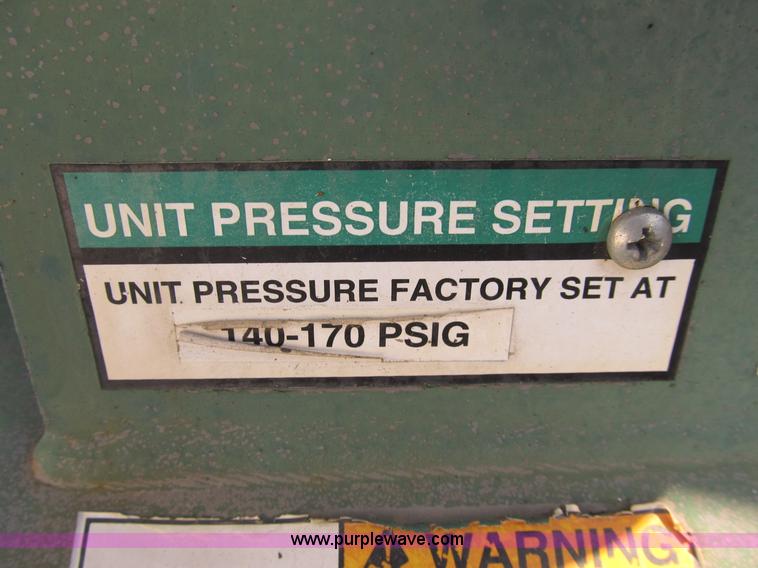 UNIT PRESSURE SETTING
UNIT PRESSURE FACTORY SET AT
140-170 PSIG
WARNING
www.purplewave.com